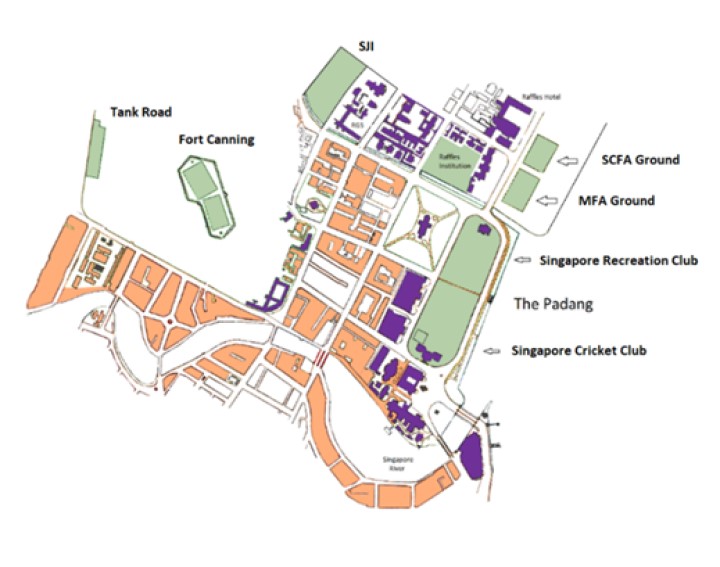 SJI
Raffles Hotel
Tank Road
RGS
Fort Canning
Raffles
Institution
SCFA Ground
MFA Ground
Singapore Recreation Club
The Padang
Singapore Cricket Club
Singapore
River